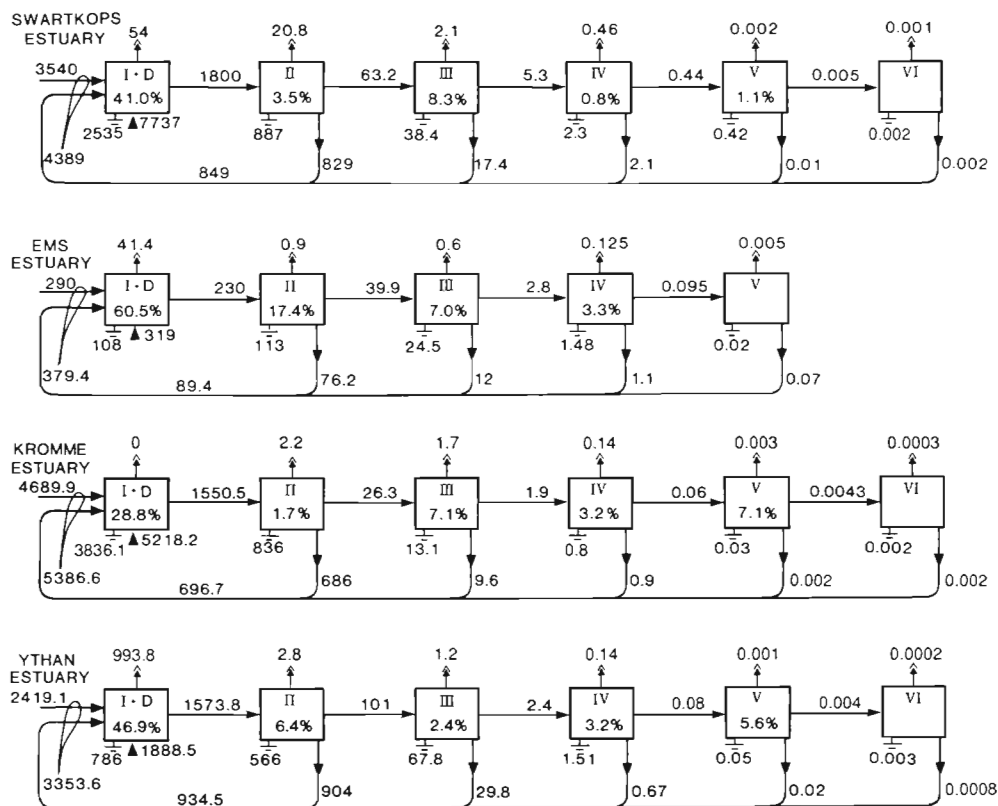 SWARTKOPS
ESTUARY
54 20.8 2.1 0.46 0.002 0.001
3540 I·D 1800 II 63.2 III 5.3 IV 0.44 V 0.005 VI
41.0% 3.5% 8.3% 0.8% 1.1%
2535 7737 887 38.4 2.3 0.42 0.002
4389 849 829 17.4 2.1 0.01 0.002
EMS
ESTUARY
41.4 0.9 0.6 0.125 0.005
290 I·D 230 II 39.9 III 2.8 IV 0.095 V
60.5% 17.4% 7.0% 3.3%
108 319 113 24.5 1.48 0.02
379.4 89.4 76.2 12 1.1 0.07
KROMME
ESTUARY
0 2.2 1.7 0.14 0.003 0.0003
4689.9 I·D 1550.5 II 26.3 III 1.9 IV 0.06 V 0.0043 VI
28.8% 1.7% 7.1% 3.2% 7.1%
3836.1 5218.2 836 13.1 0.8 0.03 0.002
5386.6 696.7 686 9.6 0.9 0.002 0.002
YTHAN
ESTUARY
993.8 2.8 1.2 0.14 0.001 0.0002
2419.1 I·D 1573.8 II 101 III 2.4 IV 0.08 V 0.004 VI
46.9% 6.4% 2.4% 3.2% 5.6%
786 1888.5 566 67.8 1.51 0.05 0.003
3353.6 934.5 904 29.8 0.67 0.02 0.0008